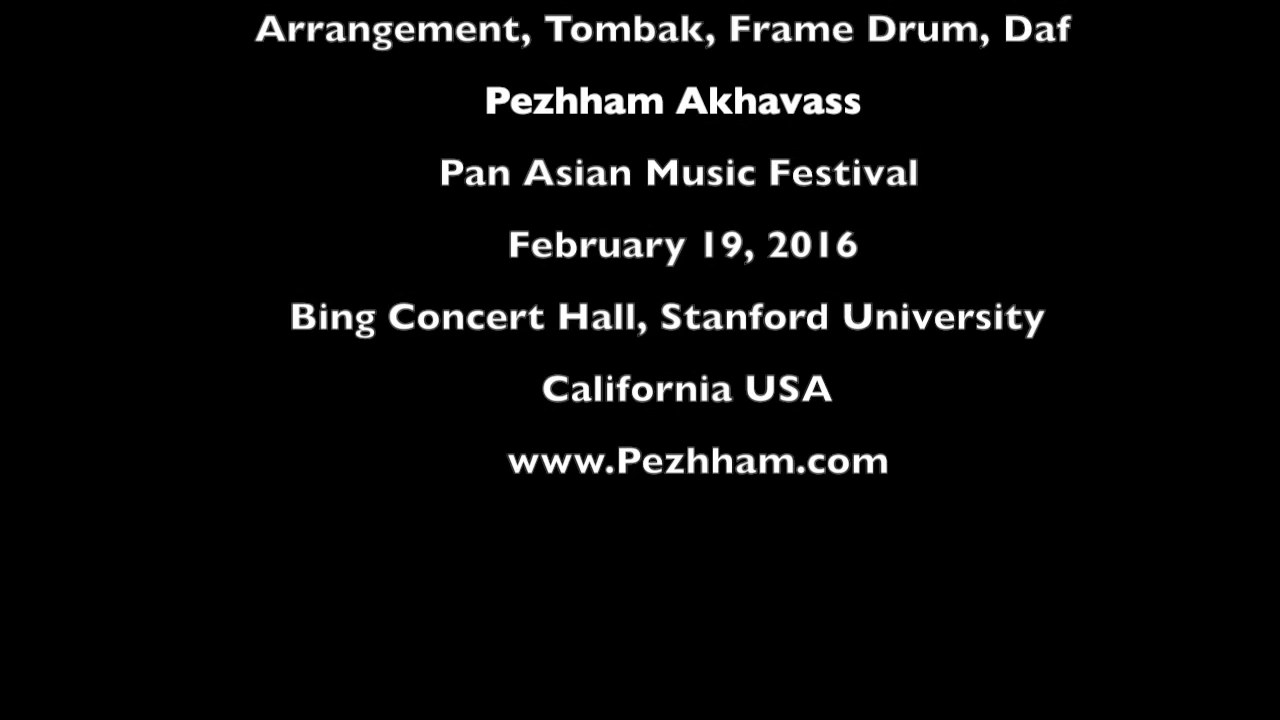 Arrangement, Tombak, Frame Drum, Daf
Pezhham Akhavass
Pan Asian Music Festival
February 19, 2016
Bing Concert Hall, Stanford University
California USA
www.Pezhham.com